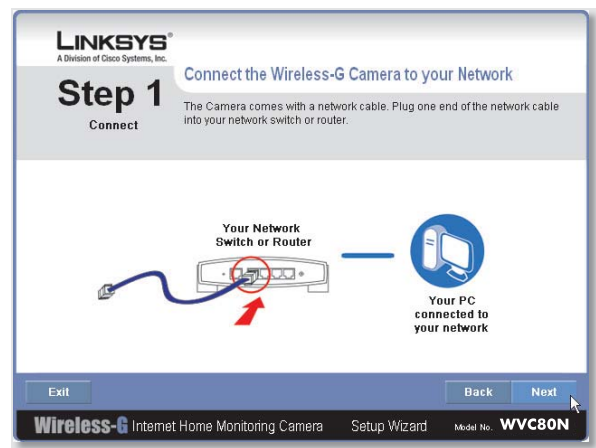 LINKSYS®
A Division of Cisco Systems, Inc.
Step 1
Connect
Connect the Wireless-G Camera to your Network
The Camera comes with a network cable. Plug one end of the network cable
into your network switch or router.
Your Network
Switch or Router
Your PC
connected to
your network
Exit
Back
Next
Wireless-G Internet Home Monitoring Camera Setup Wizard Model No. WVC80N